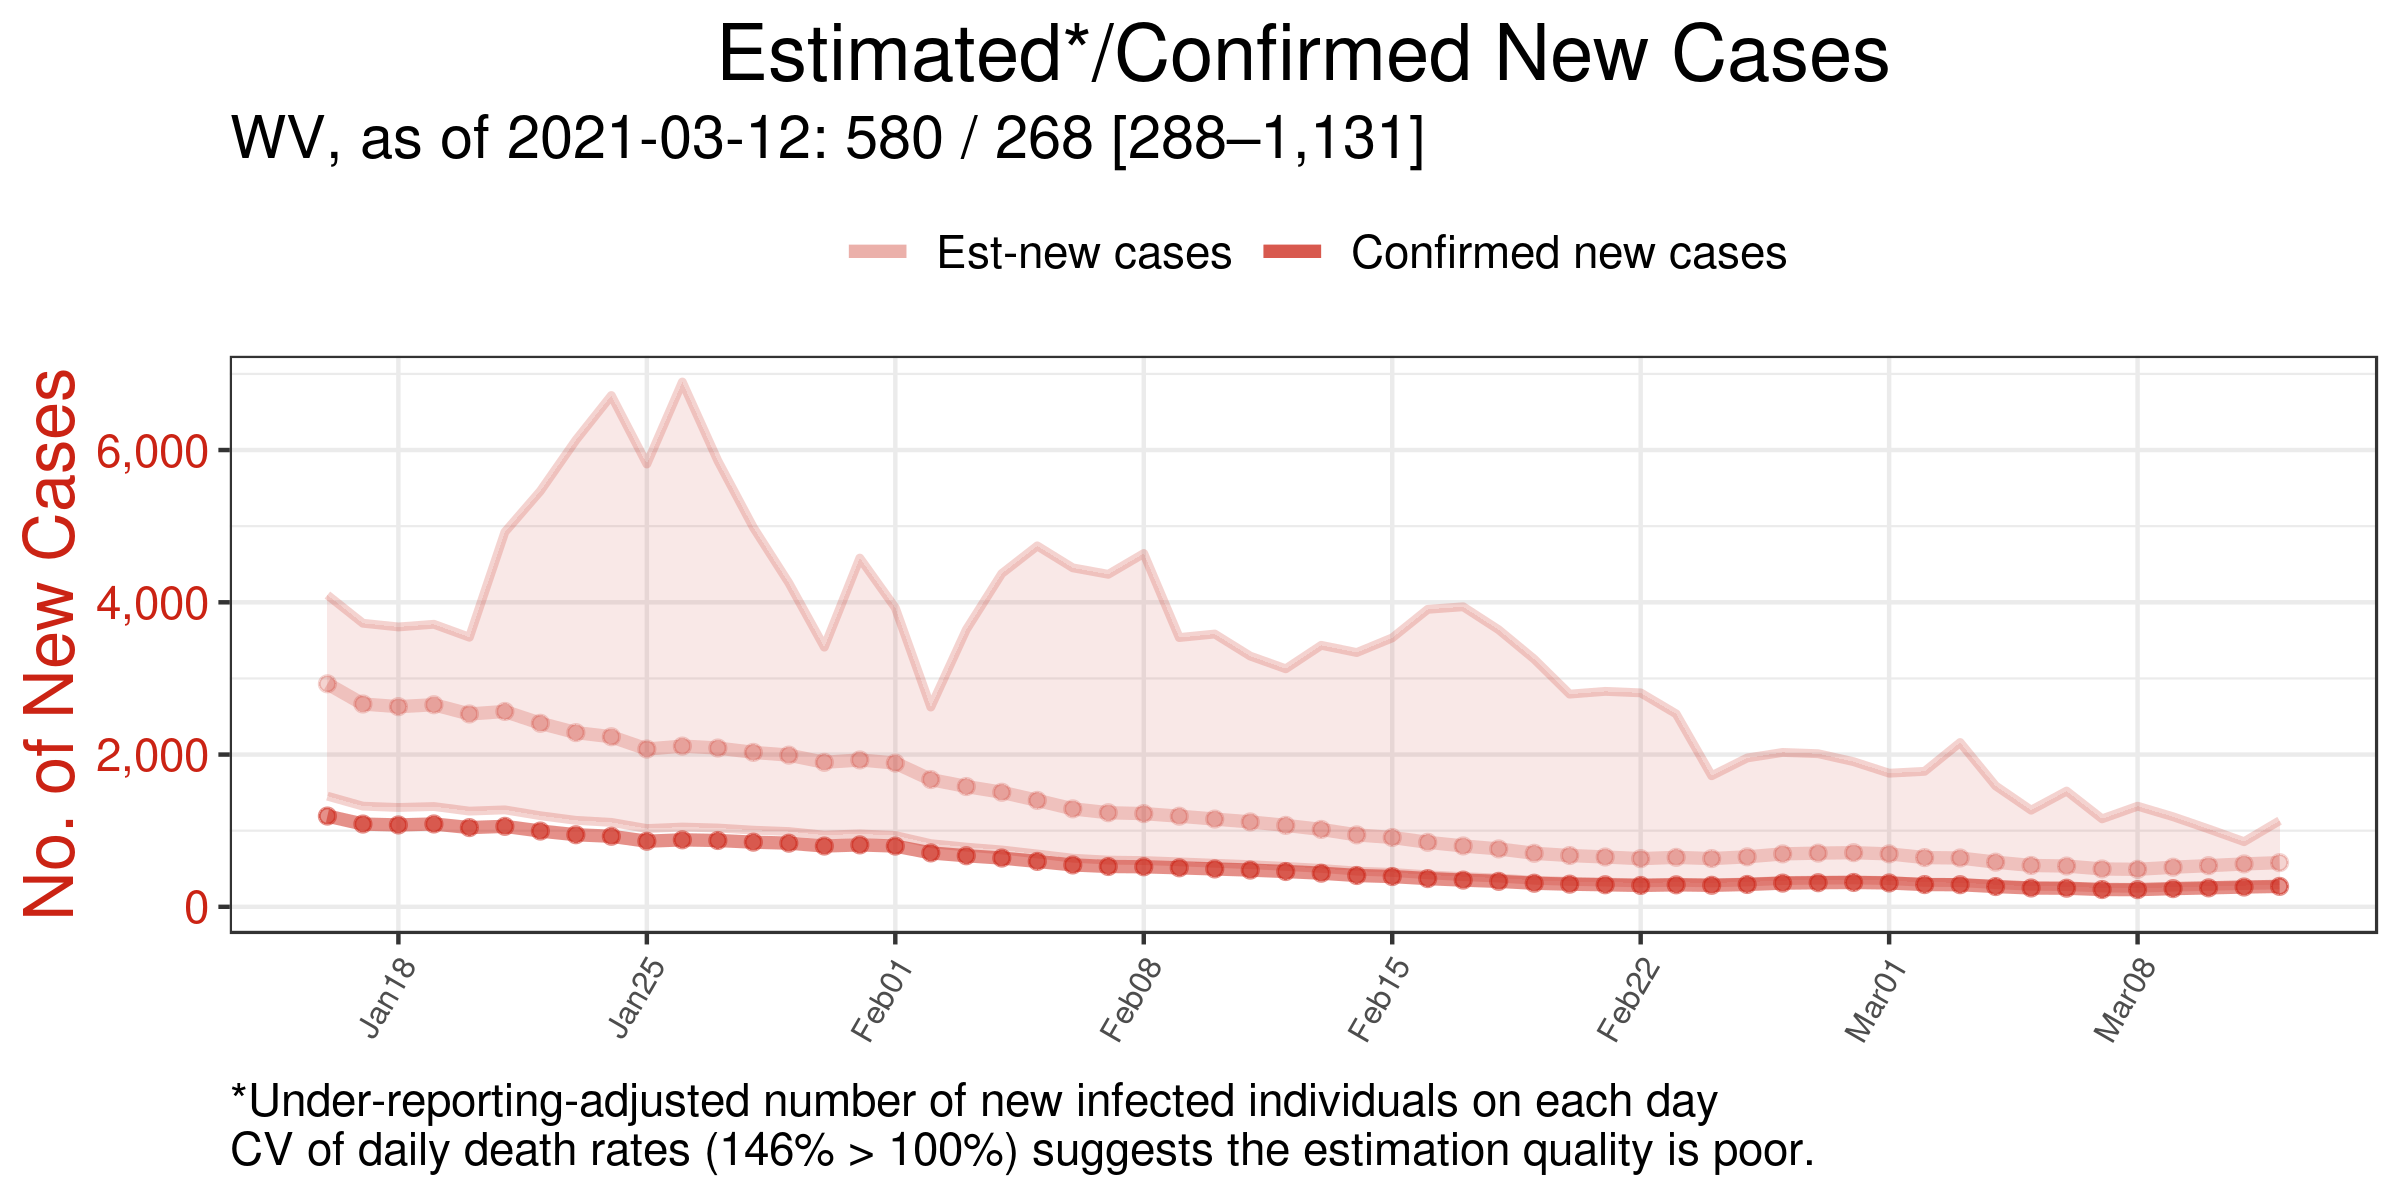 Estimated*/Confirmed New Cases
WV, as of 2021-03-12: 580 / 268 [288–1,131]
Est-new cases
Confirmed new cases
No. of New Cases
6,000
4,000
2,000
0
Jan18
Jan25
Feb01
Feb08
Feb15
Feb22
Mar01
Mar08
*Under-reporting-adjusted number of new infected individuals on each day
CV of daily death rates (146% > 100%) suggests the estimation quality is poor.